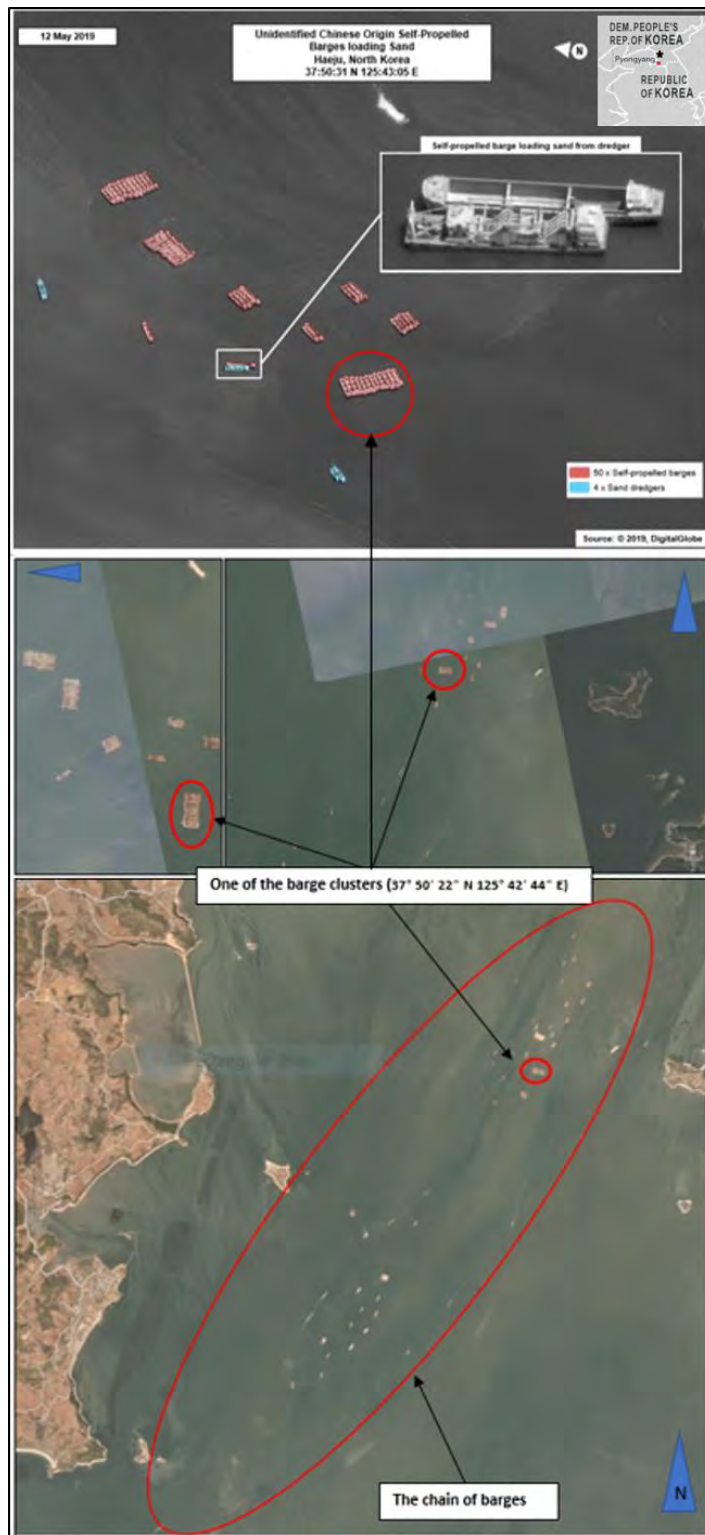 12 May 2019
Unidentified Chinese Origin Self-Propelled
Barges loading Sand
Haeju, North Korea
37:50:31 N 125:43:05 E
N
DEM. PEOPLE'S
REP. OF KOREA
Pyongyang
REPUBLIC
OF KOREA
Self-propelled barge loading sand from dredger
50 x Self-propelled barges
4 x Sand dredgers
Source: © 2019, DigitalGlobe
One of the barge clusters (37° 50' 22" N 125° 42' 44" E)
The chain of barges
N